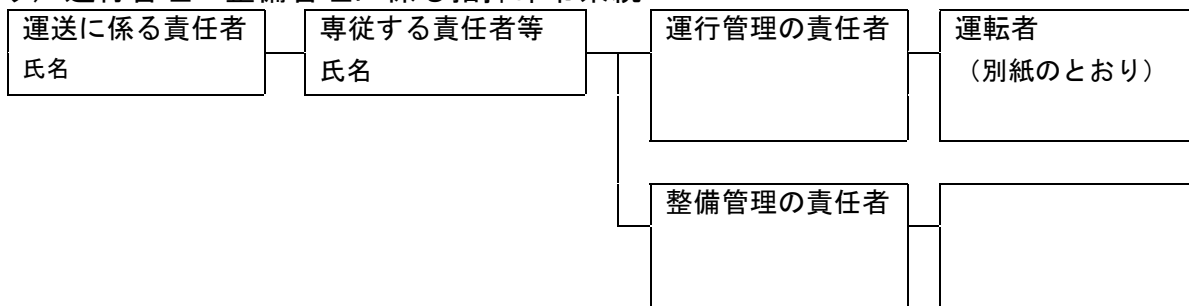 運送に係る責任者
氏名
専従する責任者等
氏名
運行管理の責任者
運転者
（別紙のとおり）
整備管理の責任者